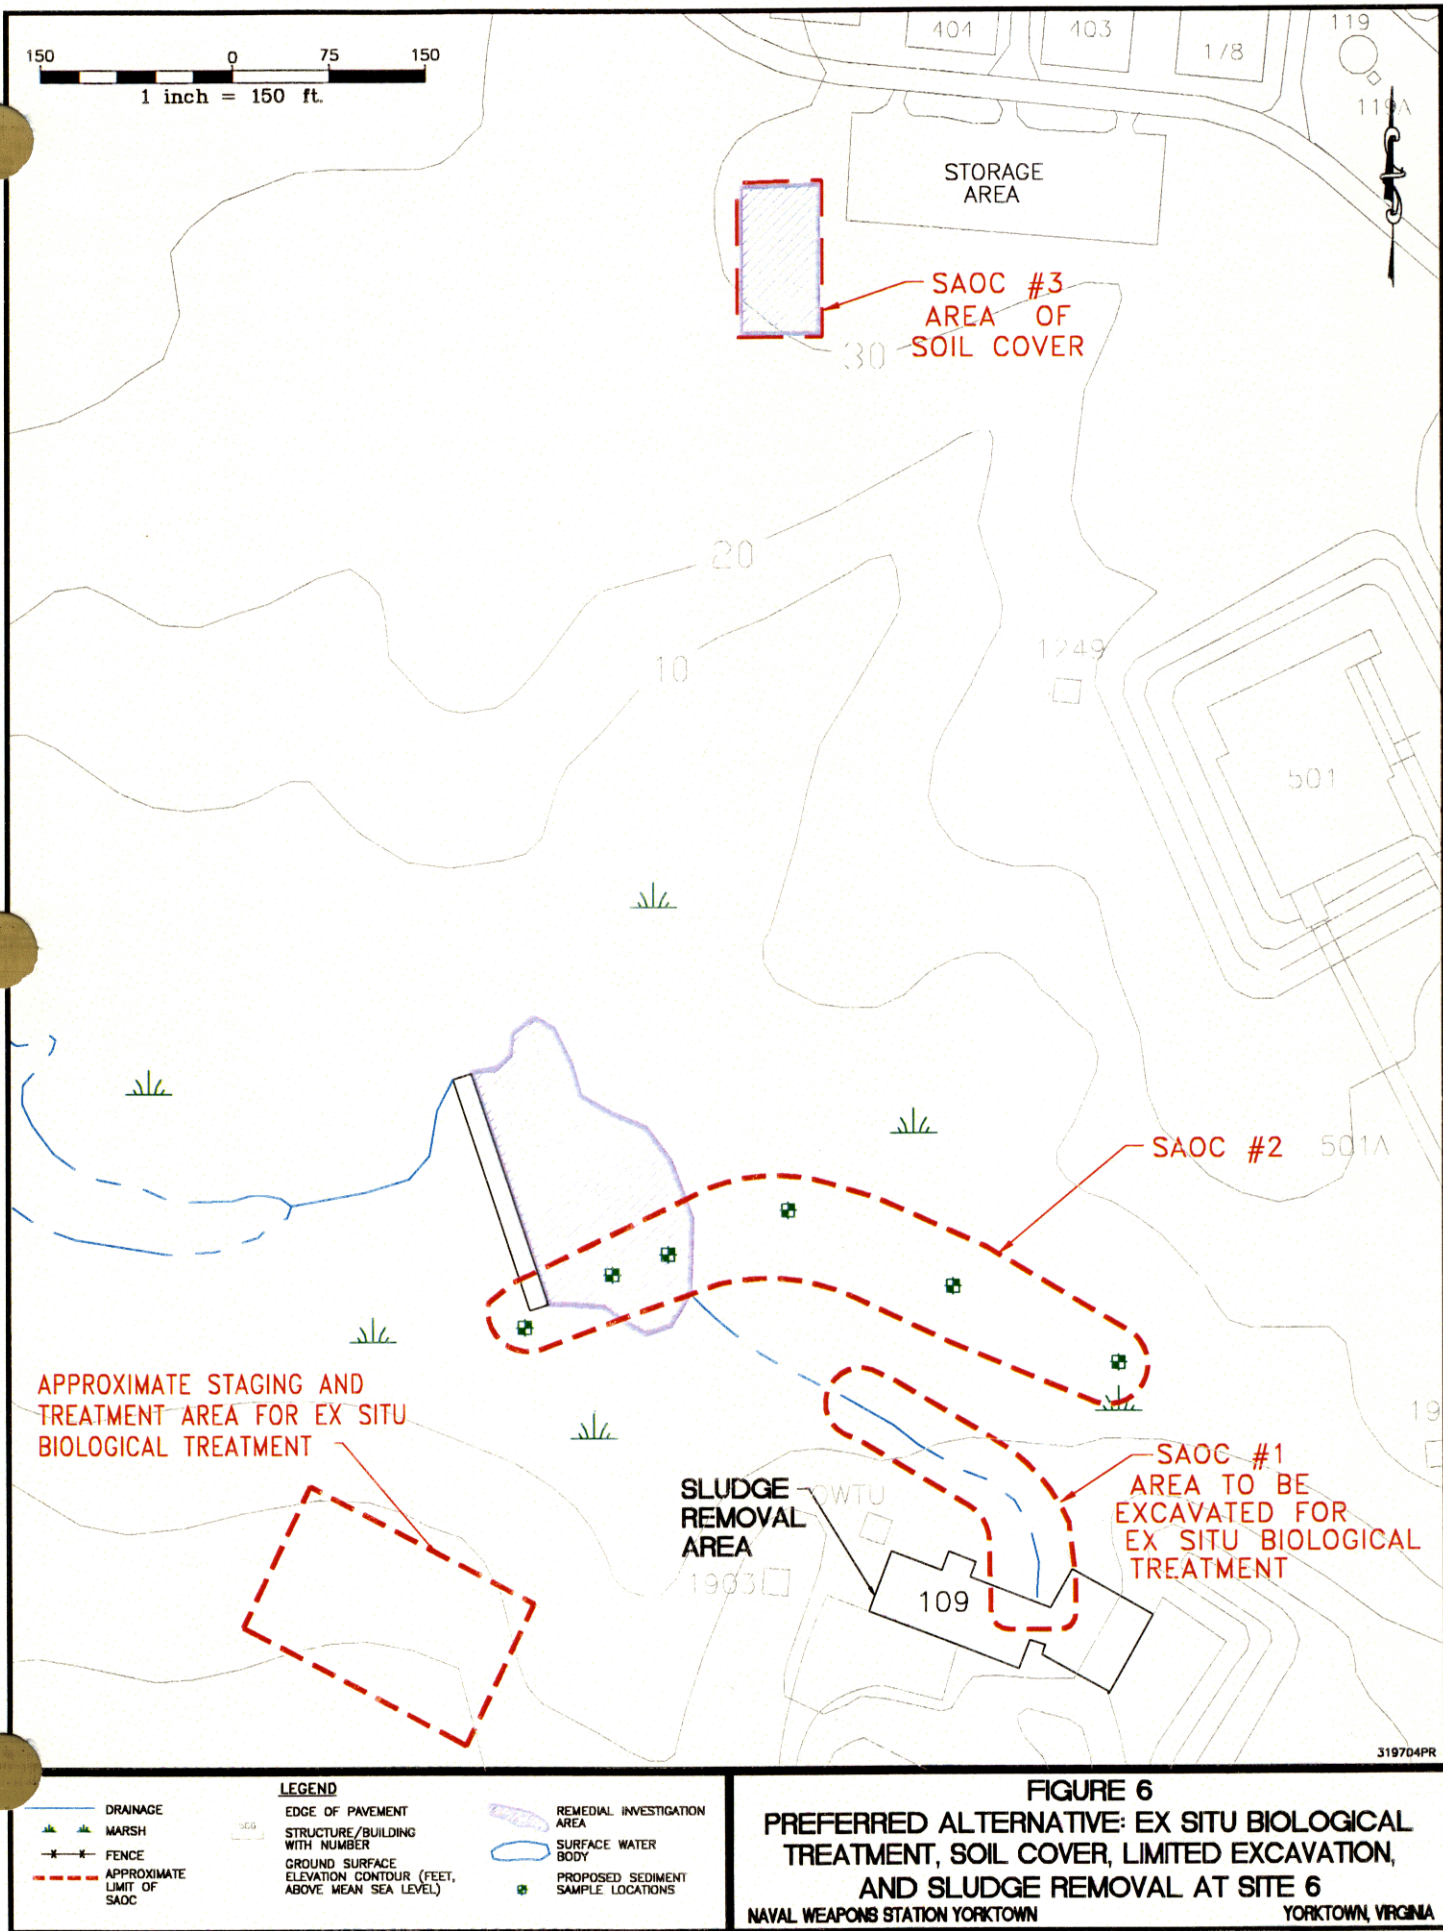 150 0 75 150
1 inch = 150 ft.
404
403
178
119
119A
STORAGE
AREA
SAOC #3
AREA OF
SOIL COVER
30
20
10
1249
501
501A
SAOC #2
APPROXIMATE STAGING AND
TREATMENT AREA FOR EX SITU
BIOLOGICAL TREATMENT
19
SAOC #1
AREA TO BE
EXCAVATED FOR
EX SITU BIOLOGICAL
TREATMENT
SLUDGE
REMOVAL
AREA
OWTU
1903
109
319704PR
LEGEND
DRAINAGE
MARSH
FENCE
APPROXIMATE
LIMIT OF
SAOC
EDGE OF PAVEMENT
STRUCTURE/BUILDING
WITH NUMBER
GROUND SURFACE
ELEVATION CONTOUR (FEET,
ABOVE MEAN SEA LEVEL)
REMEDIAL INVESTIGATION
AREA
SURFACE WATER
BODY
PROPOSED SEDIMENT
SAMPLE LOCATIONS
FIGURE 6
PREFERRED ALTERNATIVE: EX SITU BIOLOGICAL
TREATMENT, SOIL COVER, LIMITED EXCAVATION,
AND SLUDGE REMOVAL AT SITE 6
NAVAL WEAPONS STATION YORKTOWN
YORKTOWN, VIRGINIA